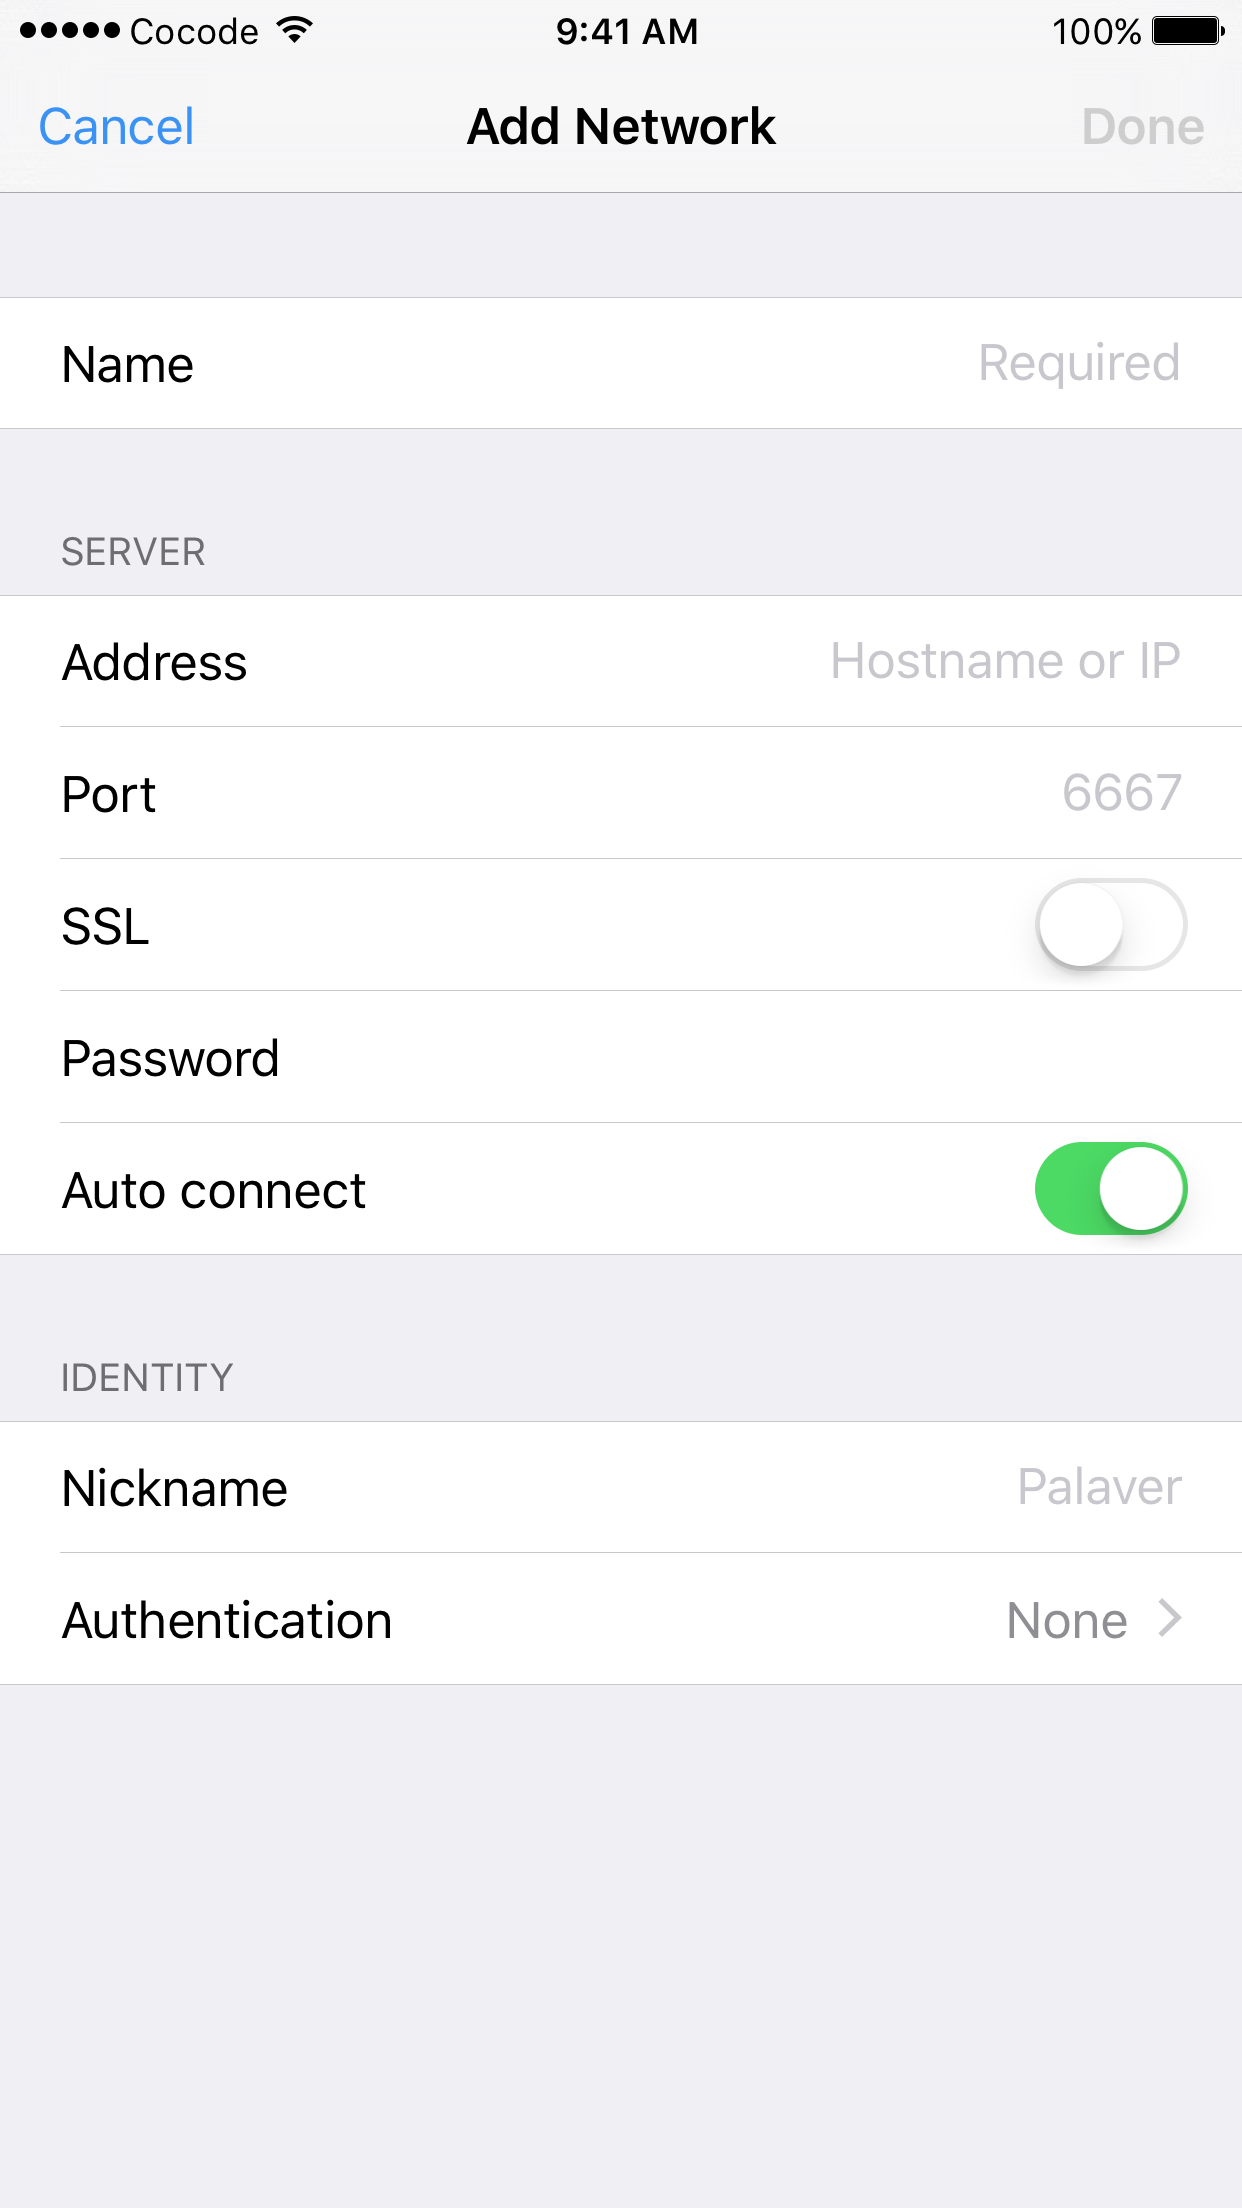 Cocode 9:41 AM 100%
Cancel Add Network Done
Name Required
SERVER
Address Hostname or IP
Port 6667
SSL
Password
Auto connect
IDENTITY
Nickname Palaver
Authentication None